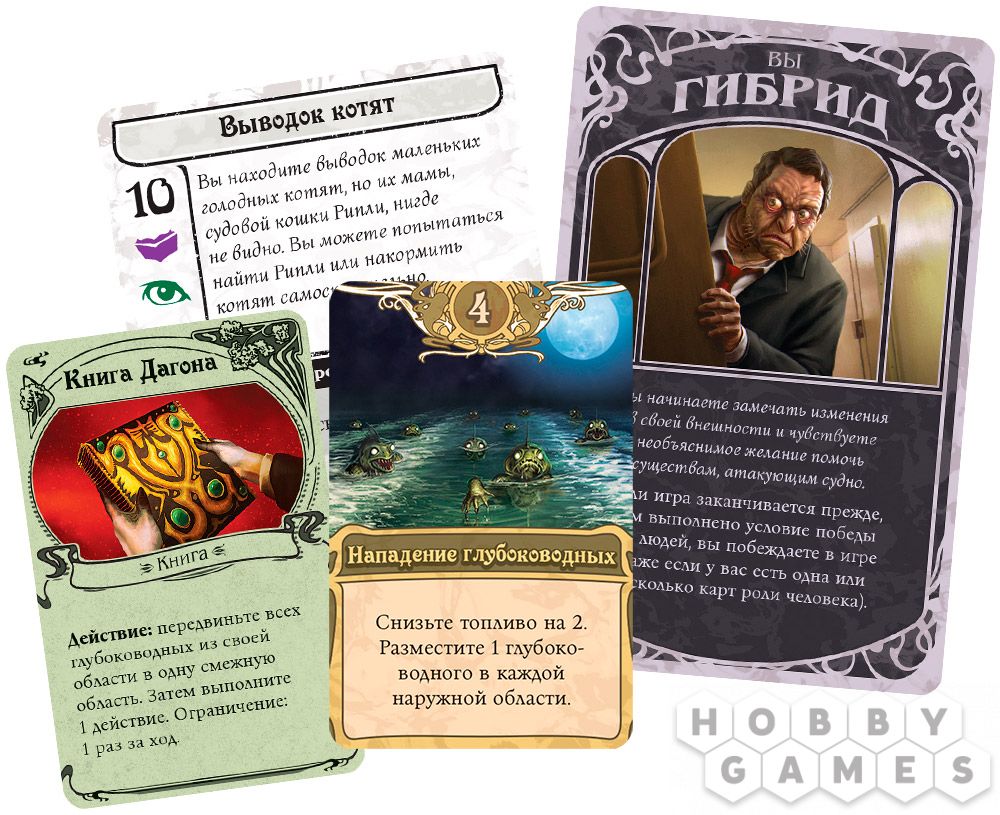 Выводок котят
10
Вы находите выводок маленьких
голодных котят, но их мамы,
судовой кошки Рипли, нигде
не видно. Вы можете попытаться
найти Рипли или накормить
котят
ВЫ
ГИБРИД
начинаете замечать изменения
своей внешности и чувствуете
необъяснимое желание помочь
существам, атакующим судно.
игра заканчивается прежде,
выполнено условие победы
людей, вы побеждаете в игре
если у вас есть одна или
карт роли человека).
Книга Дагона
Книга
Действие: передвиньте всех
глубоководных из своей
области в одну смежную
область. Затем выполните
1 действие. Ограничение:
1 раз за ход.
4
Нападение глубоководных
Снизьте топливо на 2.
Разместите 1 глубоко-
водного в каждой
наружной области.
HOBBY
GAMES